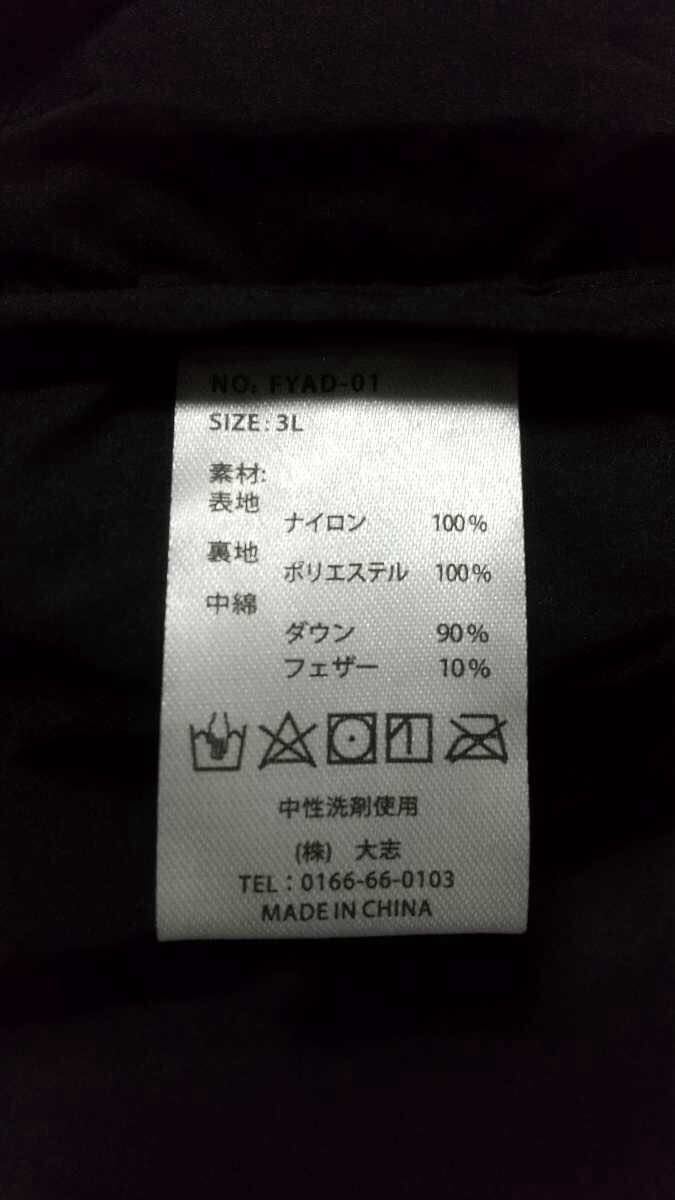 NO: FYAD-01
SIZE: 3L
素材:
表地
ナイロン 100%
裏地
ポリエステル 100%
中綿
ダウン 90%
フェザー 10%
中性洗剤使用
(株) 大志
TEL：0166-66-0103
MADE IN CHINA